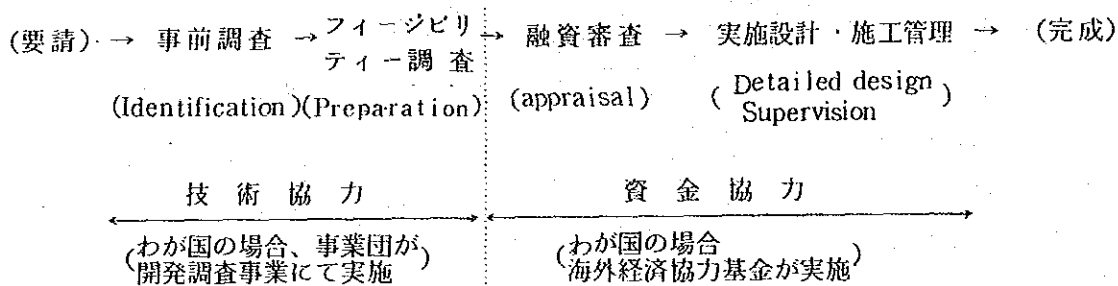 (要請) → 事前調査 → フィージビリティー調査 → 融資審査 → 実施設計・施工管理 → (完成)
(Identification)(Preparation) (appraisal) (Detailed design Supervision)
技術協力 資金協力
(わが国の場合、事業団が (わが国の場合
開発調査事業にて実施) 海外経済協力基金が実施)